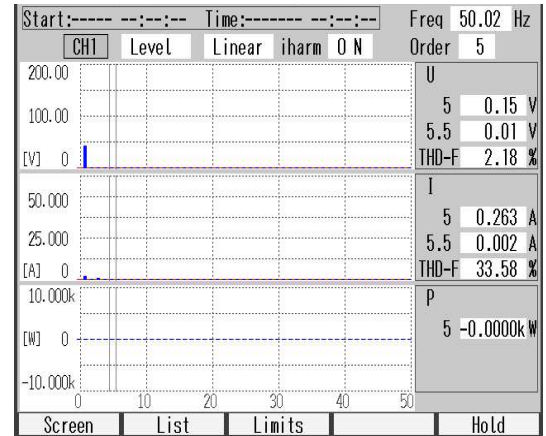 Start:----- --:--:-- Time:------- --:--:-- Freq 50.02 Hz
CH1 Level Linear iharm ON Order 5
200.00
100.00
[V] 0
U
5 0.15 V
5.5 0.01 V
THD-F 2.18 %
50.000
25.000
[A] 0
I
5 0.263 A
5.5 0.002 A
THD-F 33.58 %
10.000k
[W] 0
-10.000k
P
5 -0.0000k W
0 10 20 30 40 50
Screen List Limits Hold